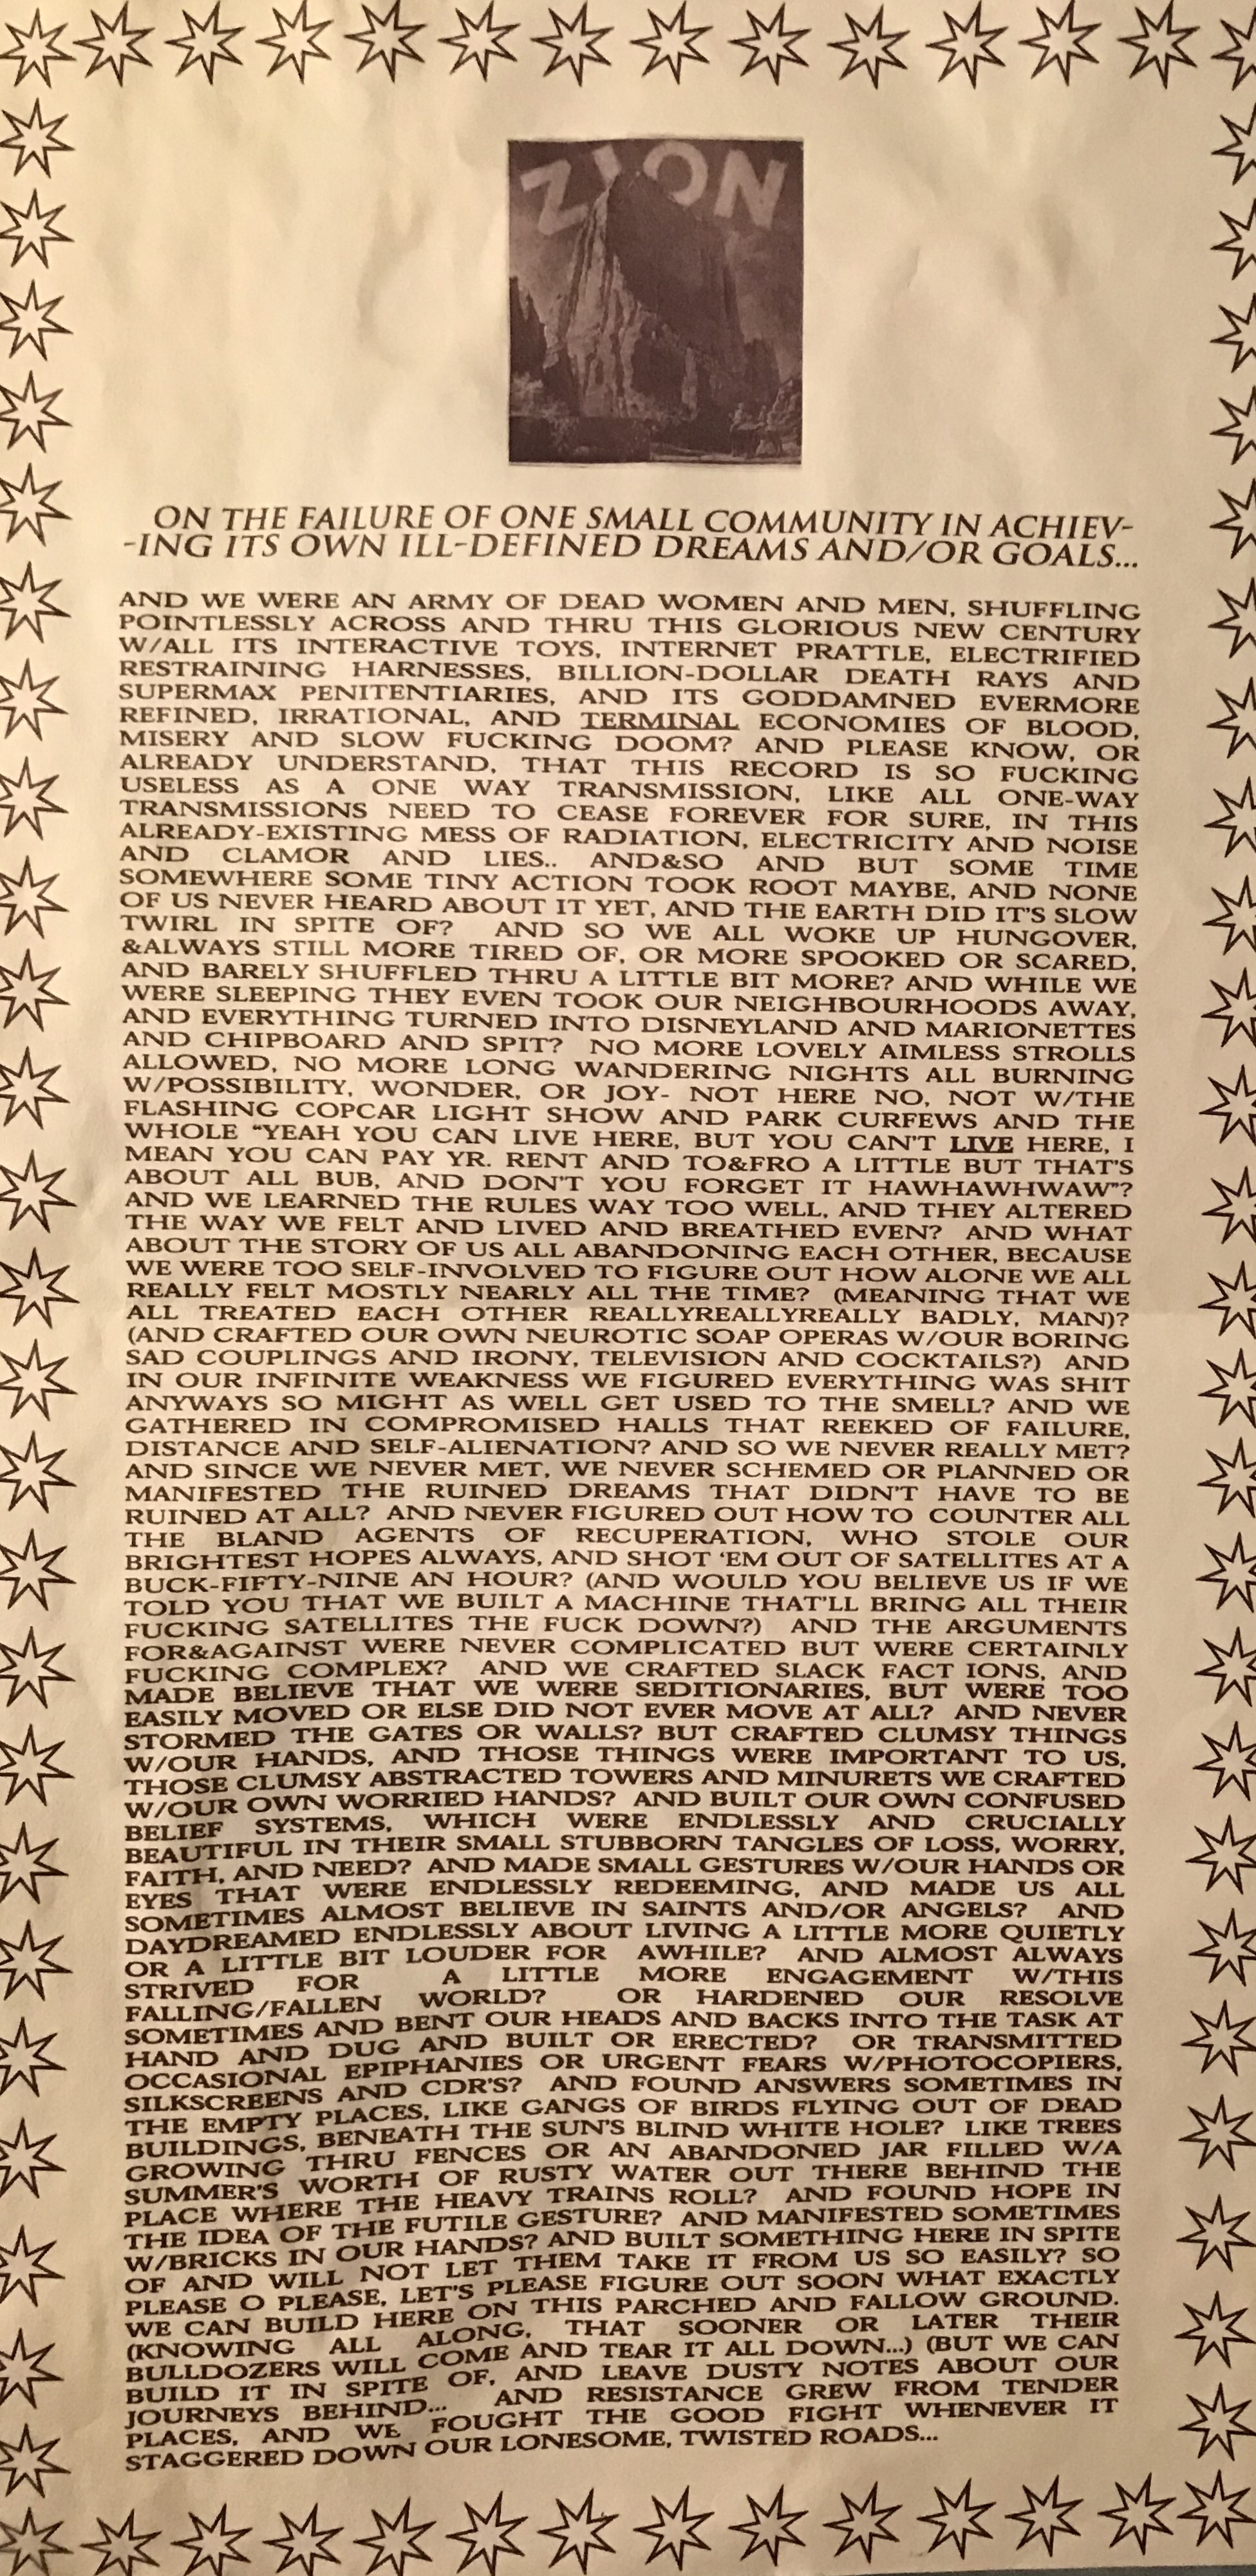 ZION
ON THE FAILURE OF ONE SMALL COMMUNITY IN ACHIEV-
-ING ITS OWN ILL-DEFINED DREAMS AND/OR GOALS...
AND WE WERE AN ARMY OF DEAD WOMEN AND MEN, SHUFFLING
POINTLESSLY ACROSS AND THRU THIS GLORIOUS NEW CENTURY
W/ALL ITS INTERACTIVE TOYS, INTERNET PRATTLE, ELECTRIFIED
RESTRAINING HARNESSES, BILLION-DOLLAR DEATH RAYS AND
SUPERMAX PENITENTIARIES, AND ITS GODDAMNED EVERMORE
REFINED, IRRATIONAL, AND TERMINAL ECONOMIES OF BLOOD,
MISERY AND SLOW FUCKING DOOM? AND PLEASE KNOW, OR
ALREADY UNDERSTAND, THAT THIS RECORD IS SO FUCKING
USELESS AS A ONE WAY TRANSMISSION, LIKE ALL ONE-WAY
TRANSMISSIONS NEED TO CEASE FOREVER FOR SURE, IN THIS
ALREADY-EXISTING MESS OF RADIATION, ELECTRICITY AND NOISE
AND CLAMOR AND LIES.. AND&SO AND BUT SOME TIME
SOMEWHERE SOME TINY ACTION TOOK ROOT MAYBE, AND NONE
OF US NEVER HEARD ABOUT IT YET, AND THE EARTH DID IT'S SLOW
TWIRL IN SPITE OF? AND SO WE ALL WOKE UP HUNGOVER,
&ALWAYS STILL MORE TIRED OF, OR MORE SPOOKED OR SCARED,
AND BARELY SHUFFLED THRU A LITTLE BIT MORE? AND WHILE WE
WERE SLEEPING THEY EVEN TOOK OUR NEIGHBOURHOODS AWAY,
AND EVERYTHING TURNED INTO DISNEYLAND AND MARIONETTES
AND CHIPBOARD AND SPIT? NO MORE LOVELY AIMLESS STROLLS
ALLOWED, NO MORE LONG WANDERING NIGHTS ALL BURNING
W/POSSIBILITY, WONDER, OR JOY- NOT HERE NO, NOT W/THE
FLASHING COPCAR LIGHT SHOW AND PARK CURFEWS AND THE
WHOLE "YEAH YOU CAN LIVE HERE, BUT YOU CAN'T LIVE HERE, I
MEAN YOU CAN PAY YR. RENT AND TO&FRO A LITTLE BUT THAT'S
ABOUT ALL BUB, AND DON'T YOU FORGET IT HAWHAWHWAW"?
AND WE LEARNED THE RULES WAY TOO WELL, AND THEY ALTERED
THE WAY WE FELT AND LIVED AND BREATHED EVEN? AND WHAT
ABOUT THE STORY OF US ALL ABANDONING EACH OTHER, BECAUSE
WE WERE TOO SELF-INVOLVED TO FIGURE OUT HOW ALONE WE ALL
REALLY FELT MOSTLY NEARLY ALL THE TIME? (MEANING THAT WE
ALL TREATED EACH OTHER REALLYREALLYREALLY BADLY, MAN)?
(AND CRAFTED OUR OWN NEUROTIC SOAP OPERAS W/OUR BORING
SAD COUPLINGS AND IRONY, TELEVISION AND COCKTAILS?) AND
IN OUR INFINITE WEAKNESS WE FIGURED EVERYTHING WAS SHIT
ANYWAYS SO MIGHT AS WELL GET USED TO THE SMELL? AND WE
GATHERED IN COMPROMISED HALLS THAT REEKED OF FAILURE,
DISTANCE AND SELF-ALIENATION? AND SO WE NEVER REALLY MET?
AND SINCE WE NEVER MET, WE NEVER SCHEMED OR PLANNED OR
MANIFESTED THE RUINED DREAMS THAT DIDN'T HAVE TO BE
RUINED AT ALL? AND NEVER FIGURED OUT HOW TO COUNTER ALL
THE BLAND AGENTS OF RECUPERATION, WHO STOLE OUR
BRIGHTEST HOPES ALWAYS, AND SHOT 'EM OUT OF SATELLITES AT A
BUCK-FIFTY-NINE AN HOUR? (AND WOULD YOU BELIEVE US IF WE
TOLD YOU THAT WE BUILT A MACHINE THAT'LL BRING ALL THEIR
FUCKING SATELLITES THE FUCK DOWN?) AND THE ARGUMENTS
FOR&AGAINST WERE NEVER COMPLICATED BUT WERE CERTAINLY
FUCKING COMPLEX? AND WE CRAFTED SLACK FACT IONS, AND
MADE BELIEVE THAT WE WERE SEDITIONARIES, BUT WERE TOO
EASILY MOVED OR ELSE DID NOT EVER MOVE AT ALL? AND NEVER
STORMED THE GATES OR WALLS? BUT CRAFTED CLUMSY THINGS
W/OUR HANDS, AND THOSE THINGS WERE IMPORTANT TO US,
THOSE CLUMSY ABSTRACTED TOWERS AND MINURETS WE CRAFTED
W/OUR OWN WORRIED HANDS? AND BUILT OUR OWN CONFUSED
BELIEF SYSTEMS, WHICH WERE ENDLESSLY AND CRUCIALLY
BEAUTIFUL IN THEIR SMALL STUBBORN TANGLES OF LOSS, WORRY,
FAITH, AND NEED? AND MADE SMALL GESTURES W/OUR HANDS OR
EYES THAT WERE ENDLESSLY REDEEMING, AND MADE US ALL
SOMETIMES ALMOST BELIEVE IN SAINTS AND/OR ANGELS? AND
DAYDREAMED ENDLESSLY ABOUT LIVING A LITTLE MORE QUIETLY
OR A LITTLE BIT LOUDER FOR AWHILE? AND ALMOST ALWAYS
STRIVED FOR A LITTLE MORE ENGAGEMENT W/THIS
FALLING/FALLEN WORLD? OR HARDENED OUR RESOLVE
SOMETIMES AND BENT OUR HEADS AND BACKS INTO THE TASK AT
HAND AND DUG AND BUILT OR ERECTED? OR TRANSMITTED
OCCASIONAL EPIPHANIES OR URGENT FEARS W/PHOTOCOPIERS,
SILKSCREENS AND CDR'S? AND FOUND ANSWERS SOMETIMES IN
THE EMPTY PLACES, LIKE GANGS OF BIRDS FLYING OUT OF DEAD
BUILDINGS, BENEATH THE SUN'S BLIND WHITE HOLE? LIKE TREES
GROWING THRU FENCES OR AN ABANDONED JAR FILLED W/A
SUMMER'S WORTH OF RUSTY WATER OUT THERE BEHIND THE
PLACE WHERE THE HEAVY TRAINS ROLL? AND FOUND HOPE IN
THE IDEA OF THE FUTILE GESTURE? AND MANIFESTED SOMETIMES
W/BRICKS IN OUR HANDS? AND BUILT SOMETHING HERE IN SPITE
OF AND WILL NOT LET THEM TAKE IT FROM US SO EASILY? SO
PLEASE O PLEASE, LET'S PLEASE FIGURE OUT SOON WHAT EXACTLY
WE CAN BUILD HERE ON THIS PARCHED AND FALLOW GROUND.
(KNOWING ALL ALONG, THAT SOONER OR LATER THEIR
BULLDOZERS WILL COME AND TEAR IT ALL DOWN...) (BUT WE CAN
BUILD IT IN SPITE OF, AND LEAVE DUSTY NOTES ABOUT OUR
JOURNEYS BEHIND... AND RESISTANCE GREW FROM TENDER
PLACES, AND WE FOUGHT THE GOOD FIGHT WHENEVER IT
STAGGERED DOWN OUR LONESOME, TWISTED ROADS...